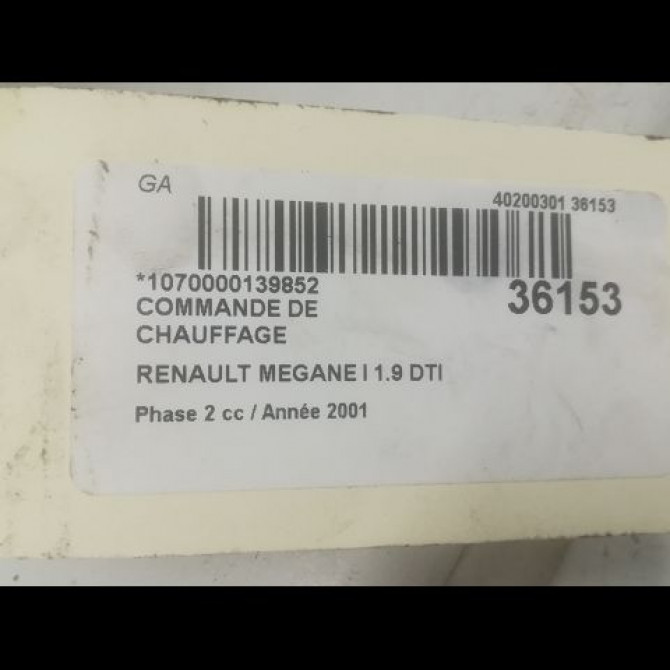 GA
40200301 36153
*1070000139852
36153
COMMANDE DE
CHAUFFAGE
RENAULT MEGANE I 1.9 DTI
Phase 2 cc / Année 2001